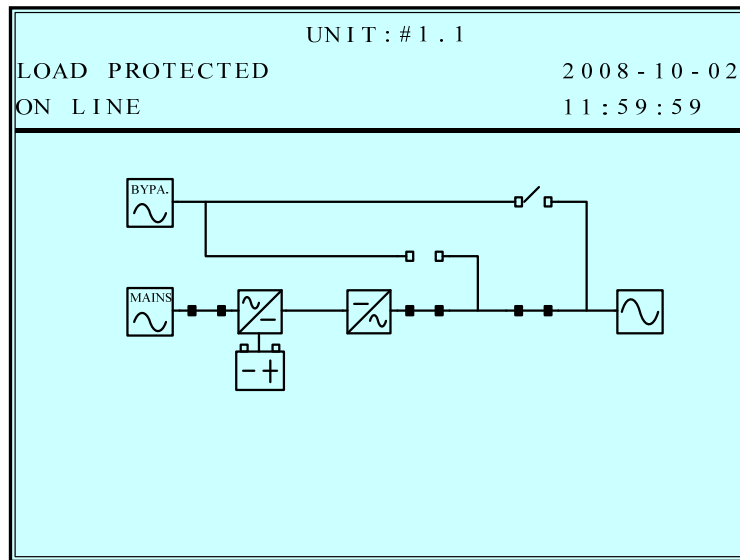 UNIT:#1.1
LOAD PROTECTED 2008-10-02
ON LINE 11:59:59
BYPA.
MAINS